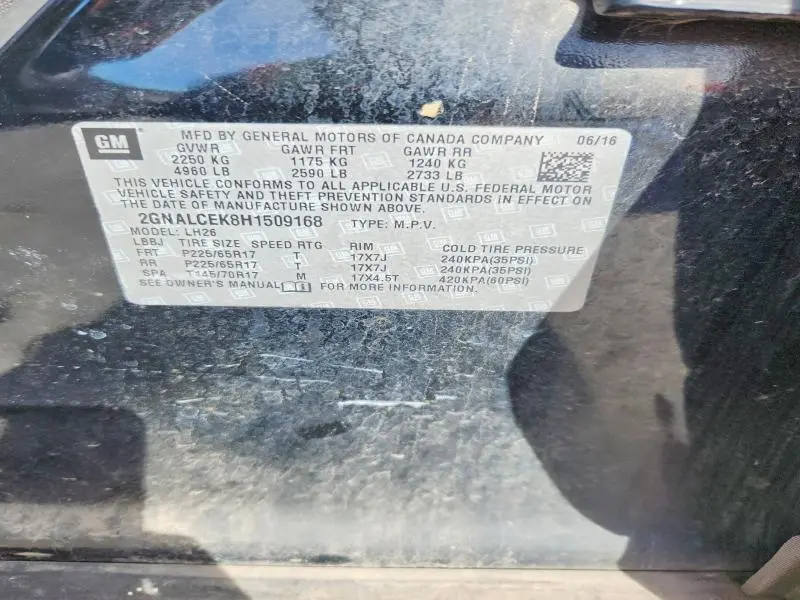 GM
MFD BY GENERAL MOTORS OF CANADA COMPANY 06/16
GVWR GAWR FRT GAWR RR
2250 KG 1175 KG 1240 KG
4960 LB 2590 LB 2733 LB
THIS VEHICLE CONFORMS TO ALL APPLICABLE U.S. FEDERAL MOTOR
VEHICLE SAFETY AND THEFT PREVENTION STANDARDS IN EFFECT ON
THE DATE OF MANUFACTURE SHOWN ABOVE.
2GNALCEK8H1509168 TYPE: M.P.V.
MODEL: LH26
LBBJ TIRE SIZE SPEED RTG RIM COLD TIRE PRESSURE
FRT P225/65R17 T 17X7J 240KPA(35PSI)
RR P225/65R17 T 17X7J 240KPA(35PSI)
SPA T145/70R17 M 17X4.5T 420KPA(60PSI)
SEE OWNER'S MANUAL FOR MORE INFORMATION.